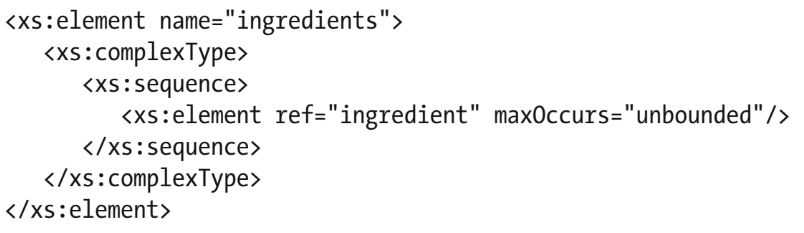 <xs:element name="ingredients">
   <xs:complexType>
      <xs:sequence>
         <xs:element ref="ingredient" maxOccurs="unbounded"/>
      </xs:sequence>
   </xs:complexType>
</xs:element>